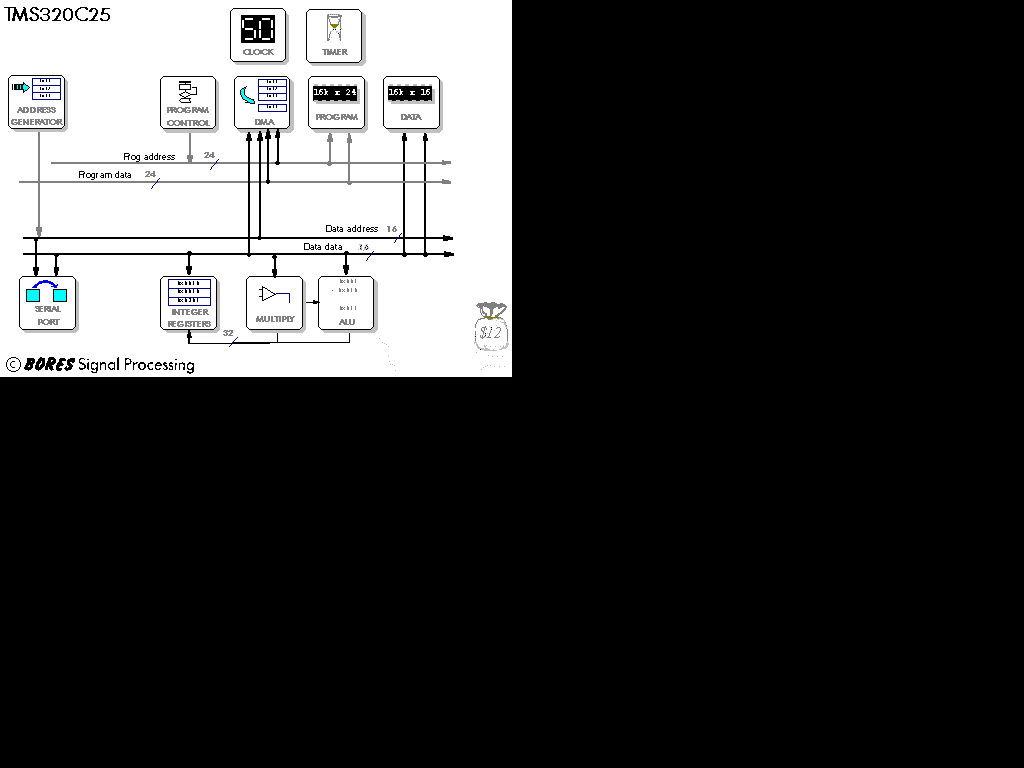 TMS320C25
50
CLOCK
TIMER
ADDRESS
GENERATOR
PROGRAM
CONTROL
DMA
16k x 24
PROGRAM
16k x 16
DATA
Prog address 24
Program data 24
Data address 16
Data data 16
SERIAL
PORT
INTEGER
REGISTERS
MULTIPLY
ALU
32
$12
© BORES Signal Processing